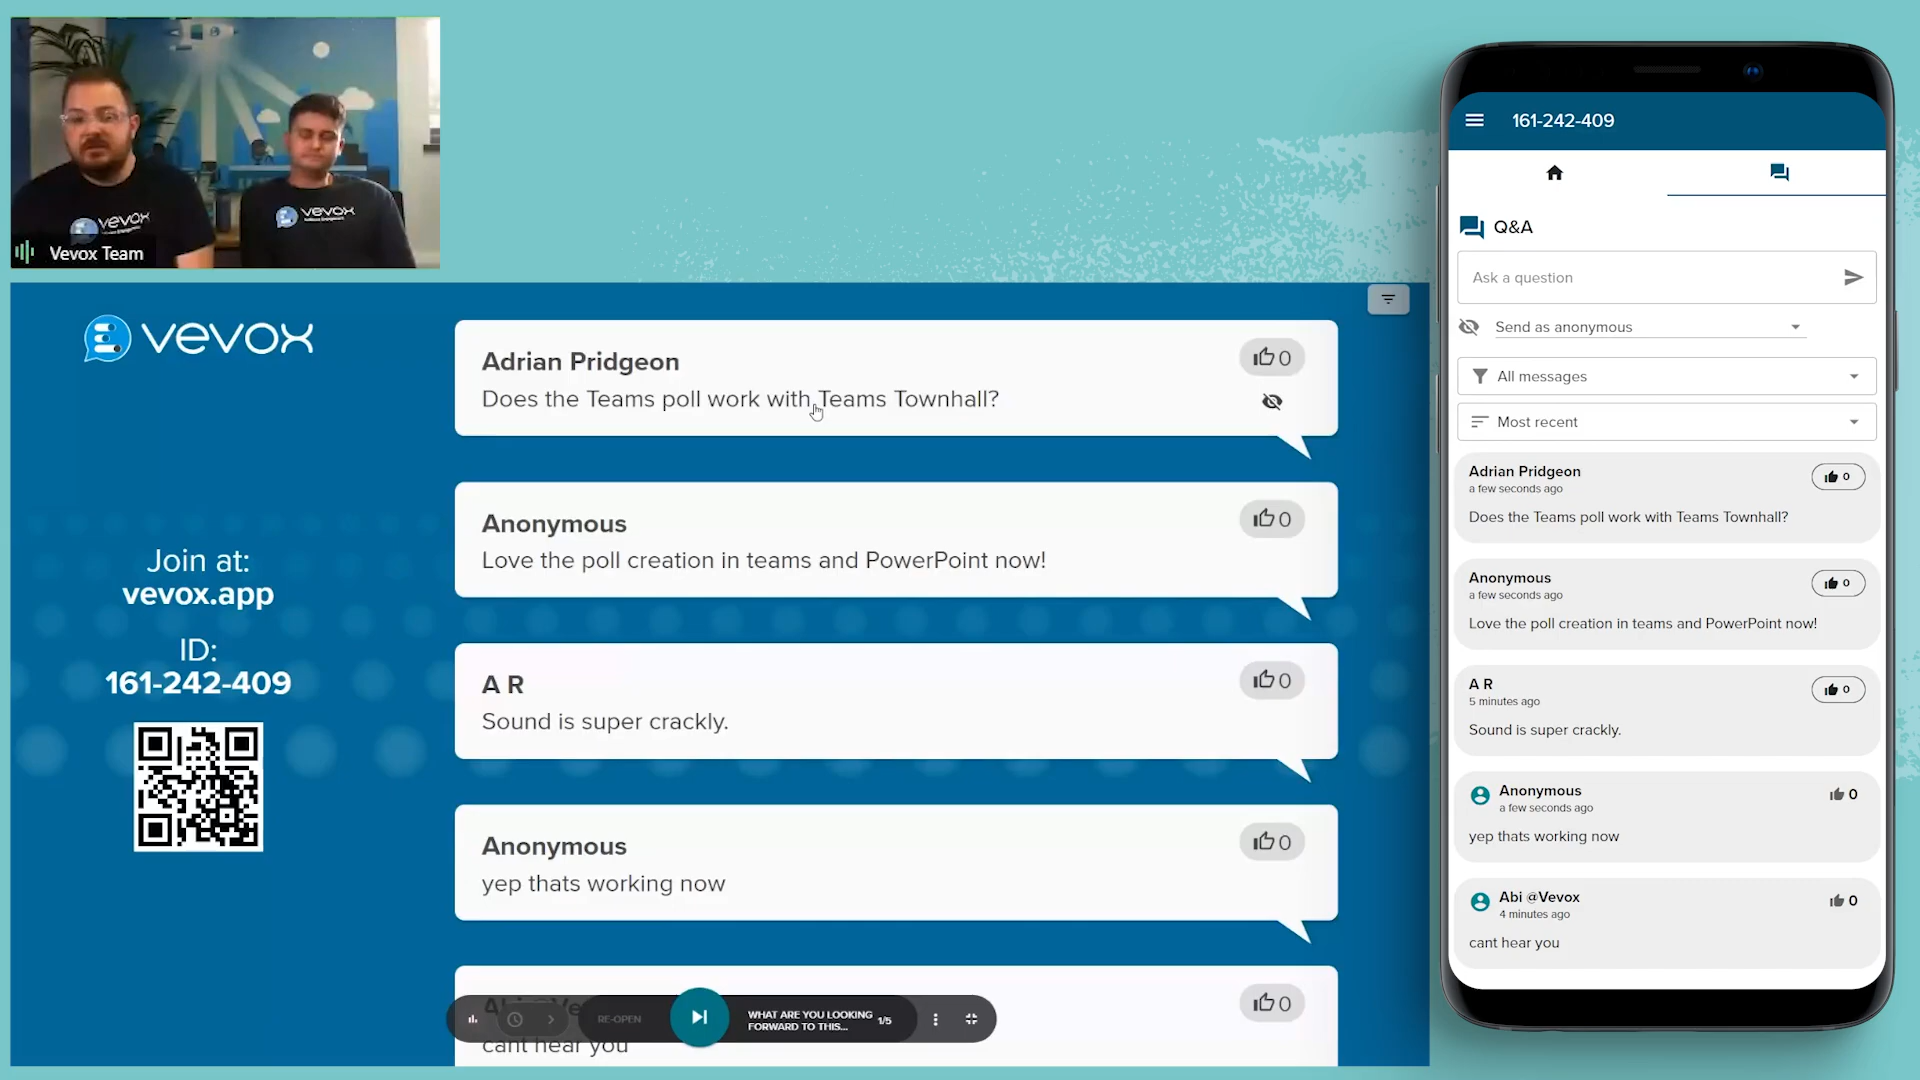 vevox
vevox
Vevox Team
vevox
Join at:
vevox.app
ID:
161-242-409
Adrian Pridgeon
0
Does the Teams poll work with Teams Townhall?
Anonymous
0
Love the poll creation in teams and PowerPoint now!
A R
0
Sound is super crackly.
Anonymous
0
yep thats working now
0
cant hear you
RE-OPEN
WHAT ARE YOU LOOKING
FORWARD TO THIS...
1/5
161-242-409
Q&A
Ask a question
Send as anonymous
All messages
Most recent
Adrian Pridgeon
0
a few seconds ago
Does the Teams poll work with Teams Townhall?
Anonymous
0
a few seconds ago
Love the poll creation in teams and PowerPoint now!
A R
0
5 minutes ago
Sound is super crackly.
Anonymous
0
a few seconds ago
yep thats working now
Abi @Vevox
0
4 minutes ago
cant hear you